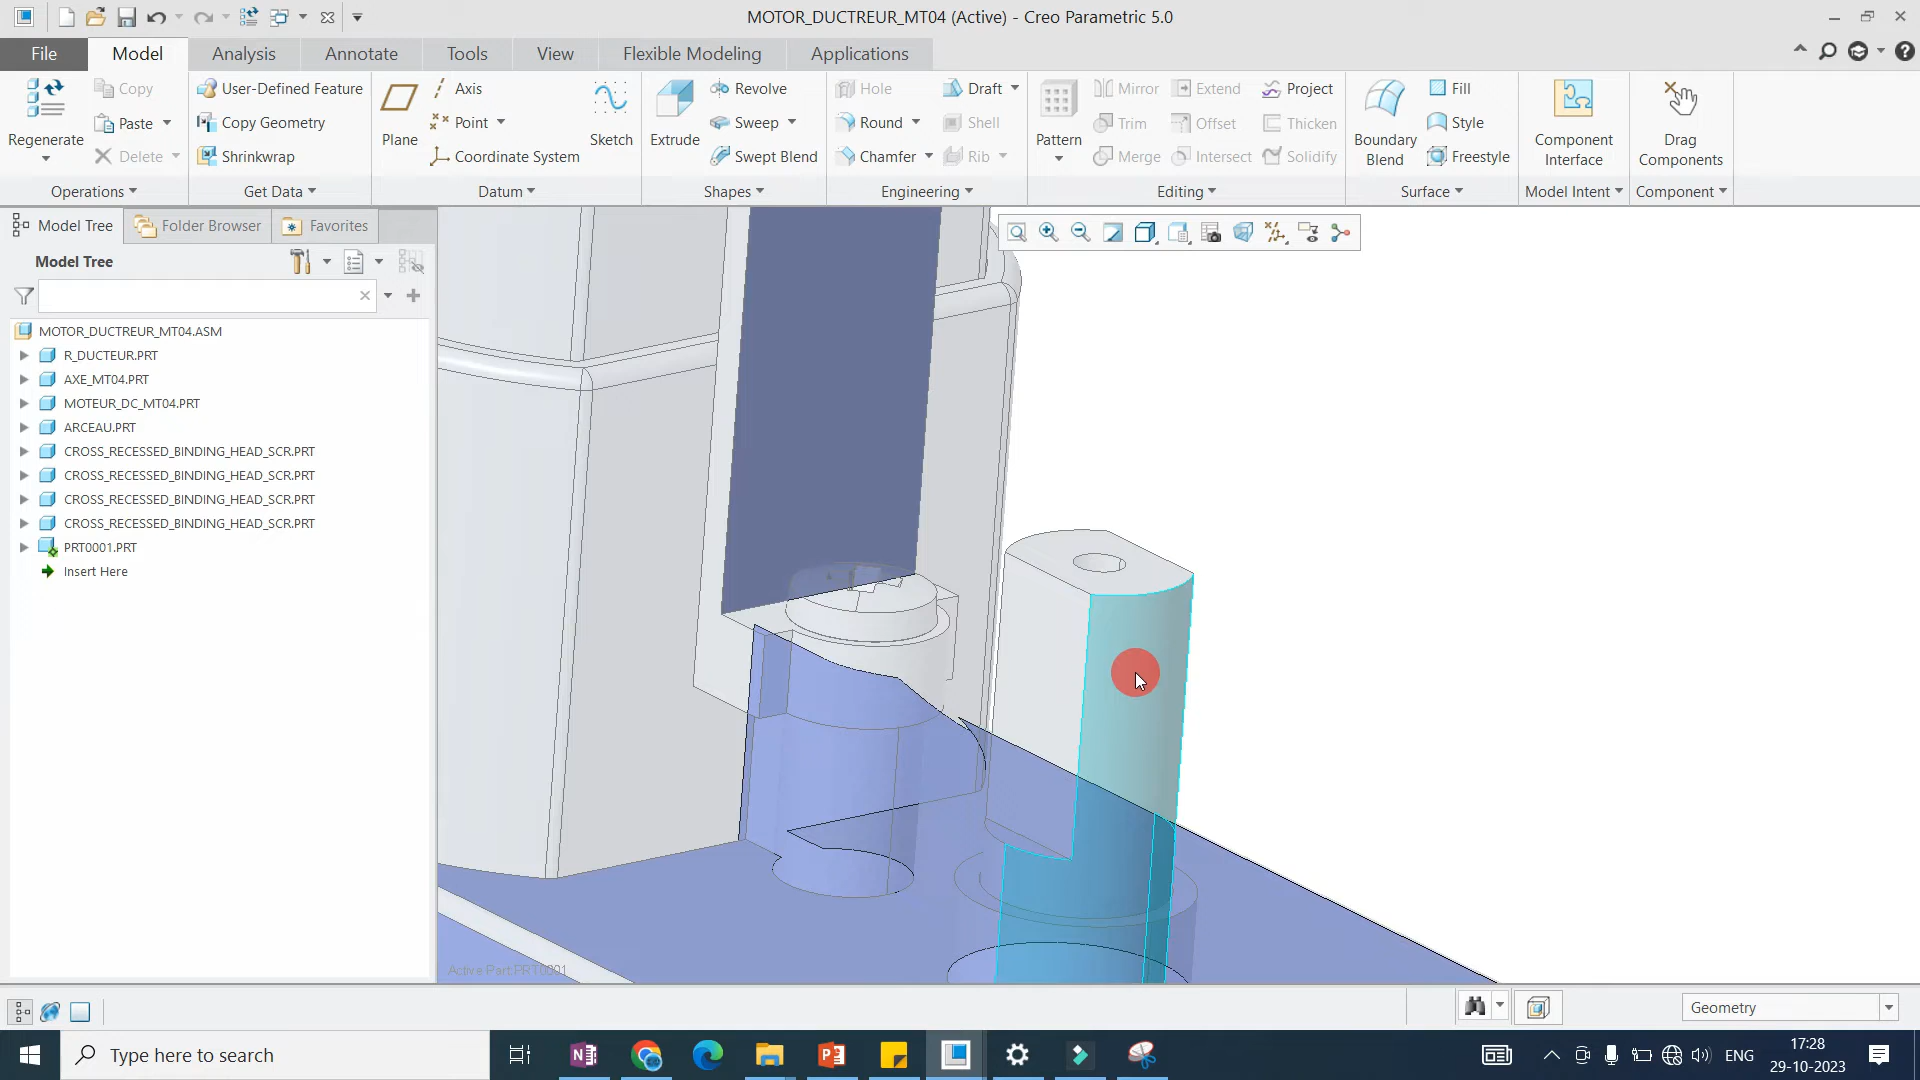 MOTOR_DUCTREUR_MT04 (Active) - Creo Parametric 5.0
File
Model
Analysis
Annotate
Tools
View
Flexible Modeling
Applications
Regenerate
Copy
Paste
Delete
Operations
User-Defined Feature
Copy Geometry
Shrinkwrap
Get Data
Plane
Axis
Point
Coordinate System
Sketch
Datum
Extrude
Revolve
Sweep
Swept Blend
Shapes
Hole
Round
Chamfer
Draft
Shell
Rib
Engineering
Pattern
Mirror
Trim
Merge
Extend
Offset
Intersect
Project
Thicken
Solidify
Editing
Boundary
Blend
Fill
Style
Freestyle
Surface
Component
Interface
Model Intent
Drag
Components
Component
Model Tree
Folder Browser
Favorites
Model Tree
MOTOR_DUCTREUR_MT04.ASM
R_DUCTEUR.PRT
AXE_MT04.PRT
MOTEUR_DC_MT04.PRT
ARCEAU.PRT
CROSS_RECESSED_BINDING_HEAD_SCR.PRT
CROSS_RECESSED_BINDING_HEAD_SCR.PRT
CROSS_RECESSED_BINDING_HEAD_SCR.PRT
CROSS_RECESSED_BINDING_HEAD_SCR.PRT
PRT0001.PRT
Insert Here
Active Part:PRT0001
Geometry
Type here to search
ENG
17:28
29-10-2023